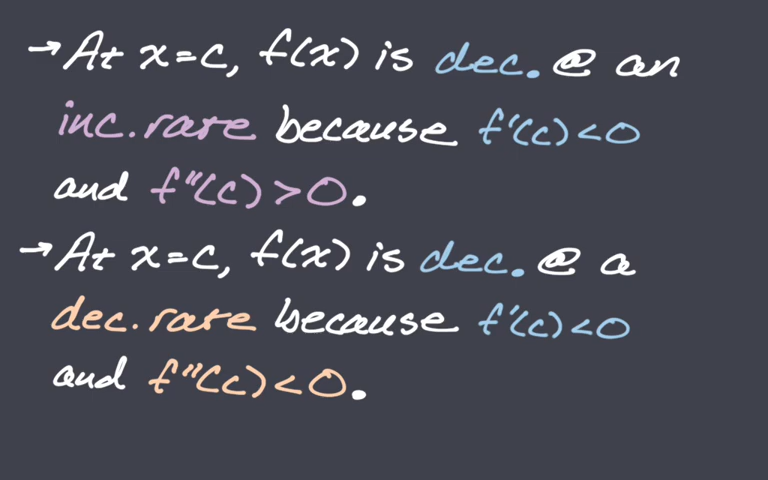 →At x=c, f(x) is dec. @ an
inc. rate because f'(c)<0
and f"(c)>0.
→At x=c, f(x) is dec. @ a
dec. rate because f'(c)<0
and f"(c)<0.